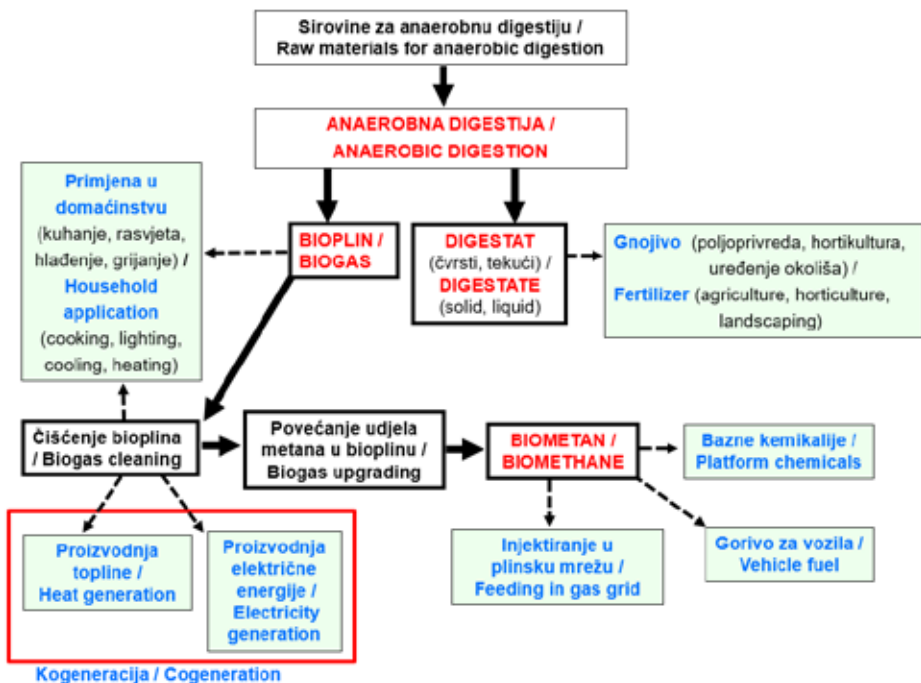 Sirovine za anaerobnu digestiju /
Raw materials for anaerobic digestion
ANAEROBNA DIGESTIJA /
ANAEROBIC DIGESTION
Primjena u
domaćinstvu
(kuhanje, rasvjeta,
hlađenje, grijanje) /
Household
application
(cooking, lighting,
cooling, heating)
BIOPLIN /
BIOGAS
DIGESTAT
(čvrsti, tekući) /
DIGESTATE
(solid, liquid)
Gnojivo (poljoprivreda, hortikultura,
uređenje okoliša) /
Fertilizer (agriculture, horticulture,
landscaping)
Čišćenje bioplina
/ Biogas cleaning
Povećanje udjela
metana u bioplinu /
Biogas upgrading
BIOMETAN /
BIOMETHANE
Bazne kemikalije /
Platform chemicals
Proizvodnja
topline /
Heat generation
Proizvodnja
električne
energije /
Electricity
generation
Injektiranje u
plinsku mrežu /
Feeding in gas grid
Gorivo za vozila /
Vehicle fuel
Kogeneracija / Cogeneration